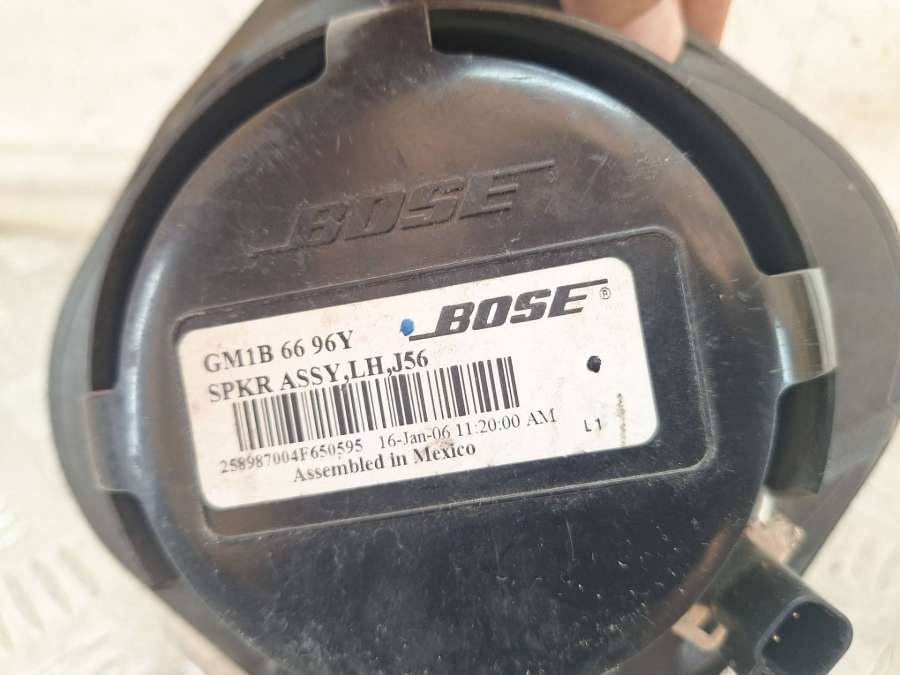 BOSE
BOSE®
GM1B 66 96Y
SPKR ASSY,LH,J56
258987004F650595 16-Jan-06 11:20:00 AM L1
Assembled in Mexico